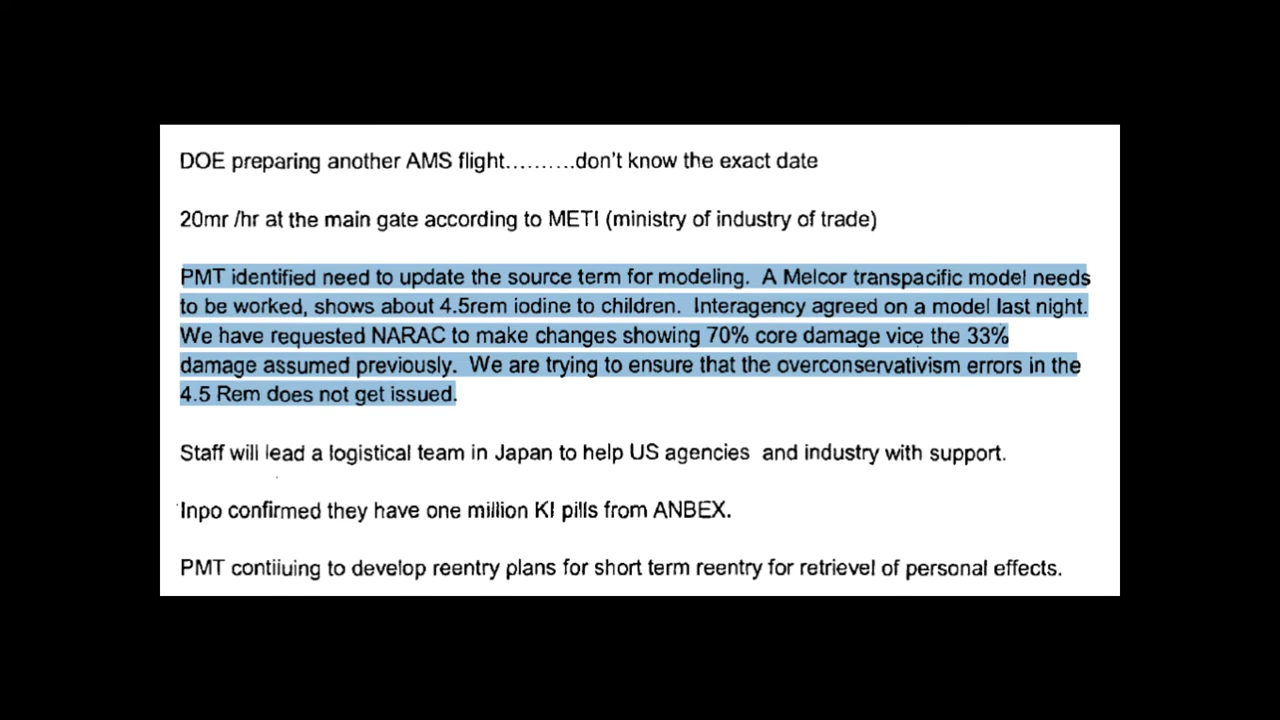 DOE preparing another AMS flight..........don't know the exact date
20mr /hr at the main gate according to METI (ministry of industry of trade)
PMT identified need to update the source term for modeling.  A Melcor transpacific model needs
to be worked, shows about 4.5rem iodine to children.  Interagency agreed on a model last night.
We have requested NARAC to make changes showing 70% core damage vice the 33%
damage assumed previously.  We are trying to ensure that the overconservativism errors in the
4.5 Rem does not get issued.
Staff will lead a logistical team in Japan to help US agencies  and industry with support.
Inpo confirmed they have one million KI pills from ANBEX.
PMT contiiuing to develop reentry plans for short term reentry for retrievel of personal effects.